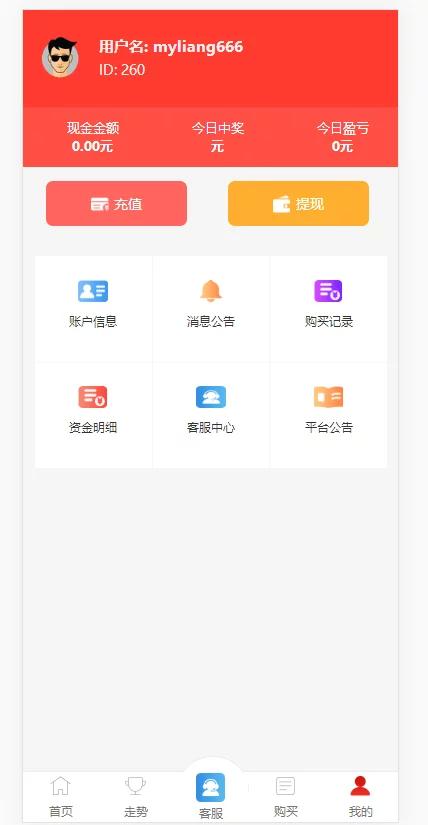 用户名: myliang666
ID: 260
现金金额 今日中奖 今日盈亏
0.00元 元 0元
充值 提现
账户信息 消息公告 购买记录
资金明细 客服中心 平台公告
首页 走势 客服 购买 我的